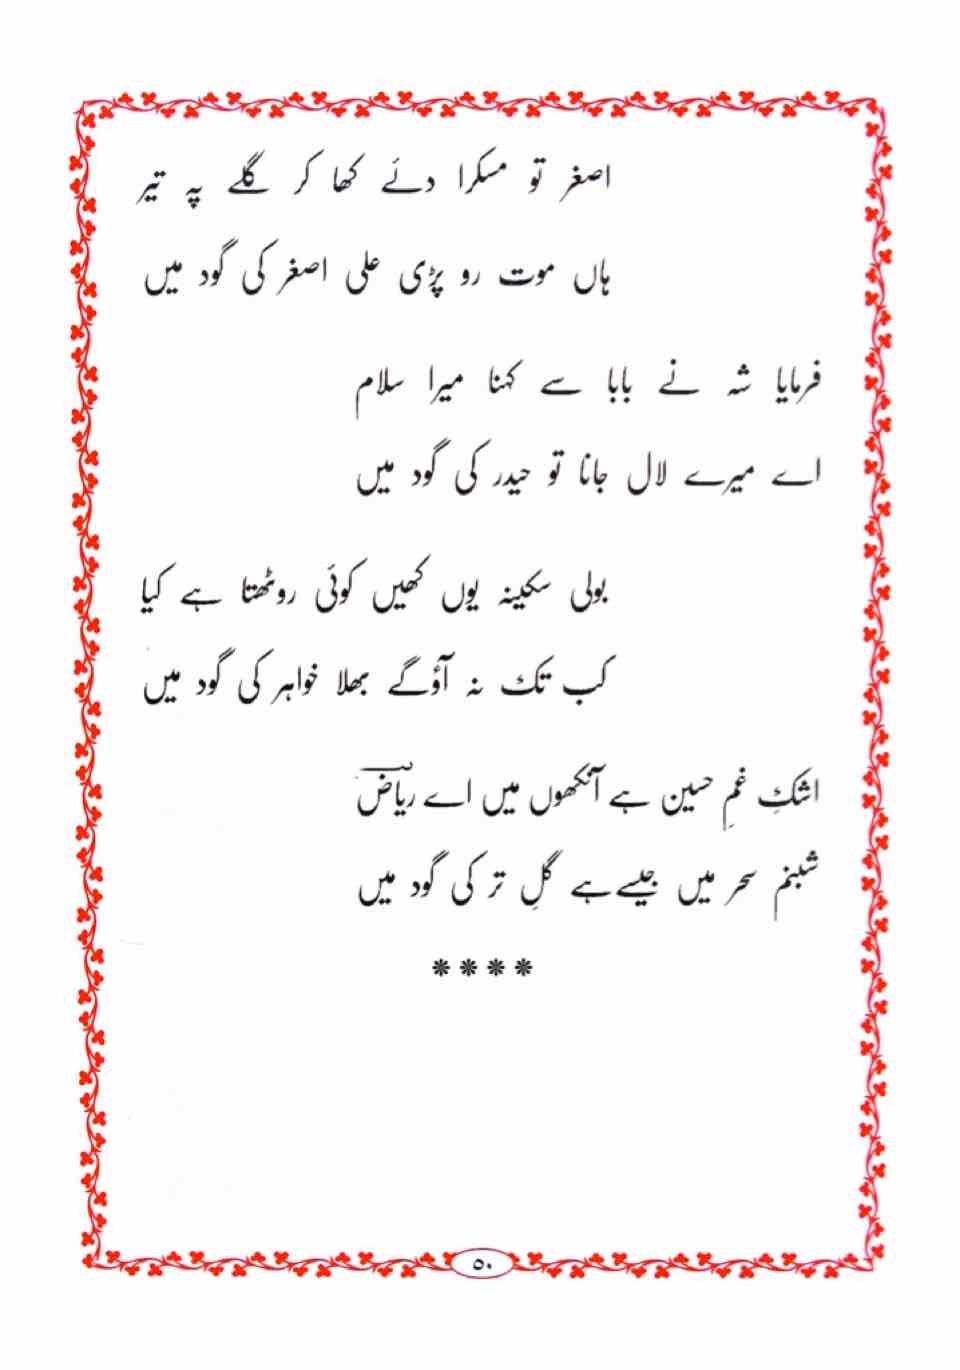 اصغر تو مسکرا دئے کھا کر گلے پہ تیر
ہاں موت رو پڑی علی اصغر کی گود میں
فرمایا شہ نے بابا سے کہنا میرا سلام
اے میرے لال جانا تو حیدر کی گود میں
بولی سکینہ یوں کھیں کوئی روٹھتا ہے کیا
کب تک نہ آؤگے بھلا خواہر کی گود میں
اشکِ غمِ حسین ہے آنکھوں میں اے ریاضؔ
شبنم سحر میں جیسے ہے گلِ تر کی گود میں
****
۵۰